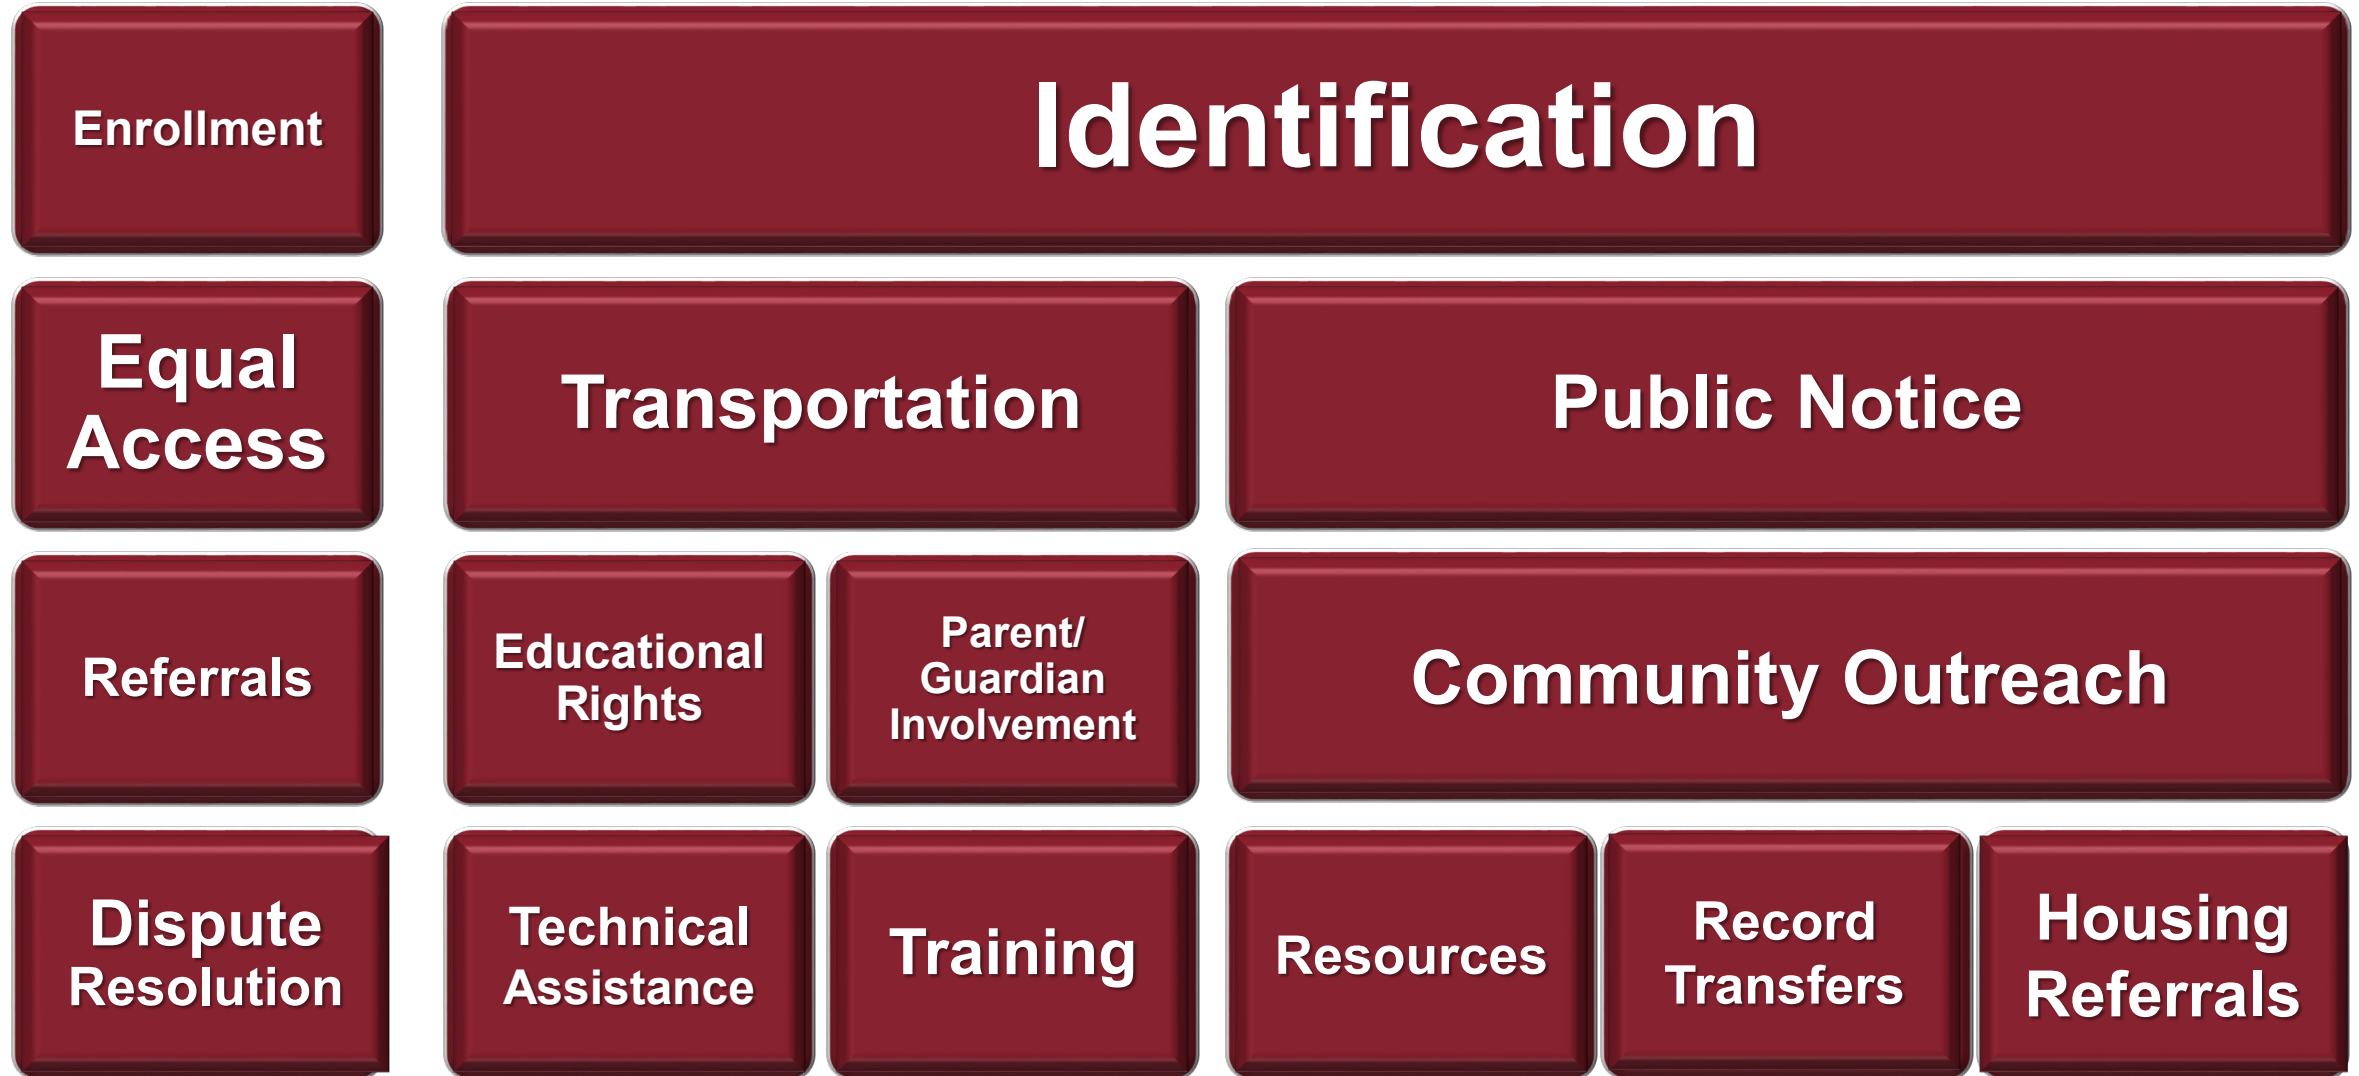 Enrollment
Identification
Equal
Access
Transportation
Public Notice
Referrals
Educational
Rights
Parent/
Guardian
Involvement
Community Outreach
Dispute
Resolution
Technical
Assistance
Training
Resources
Record
Transfers
Housing
Referrals